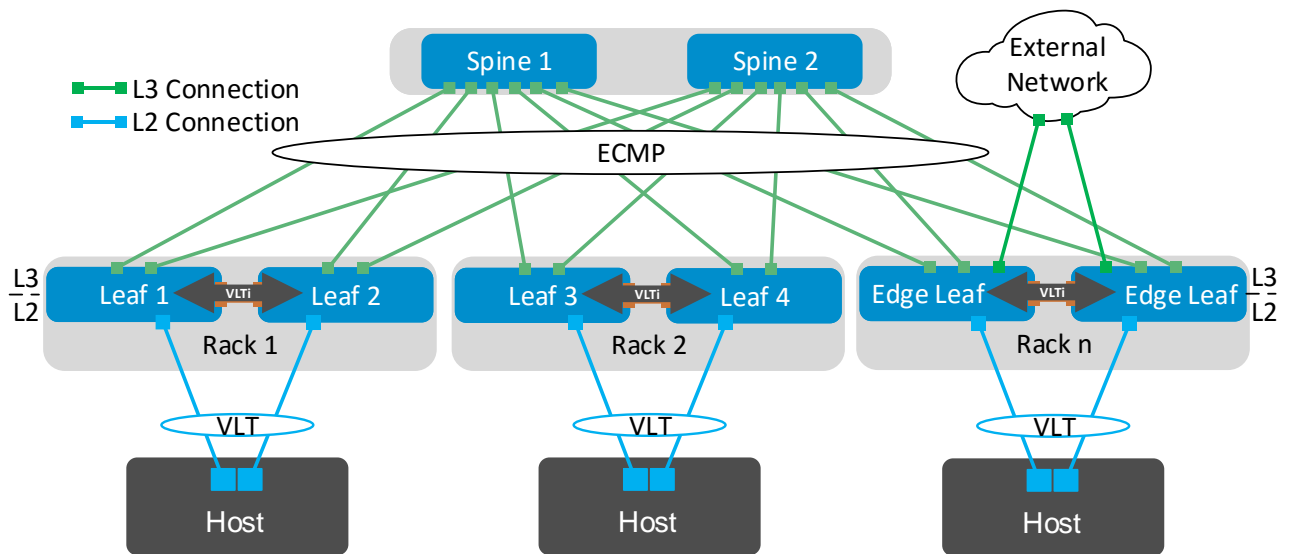 Spine 1
Spine 2
External
Network
L3 Connection
L2 Connection
ECMP
L3
L2
Leaf 1
VLTi
Leaf 2
Leaf 3
VLTi
Leaf 4
Edge Leaf
VLTi
Edge Leaf
L3
L2
Rack 1
Rack 2
Rack n
VLT
VLT
VLT
Host
Host
Host